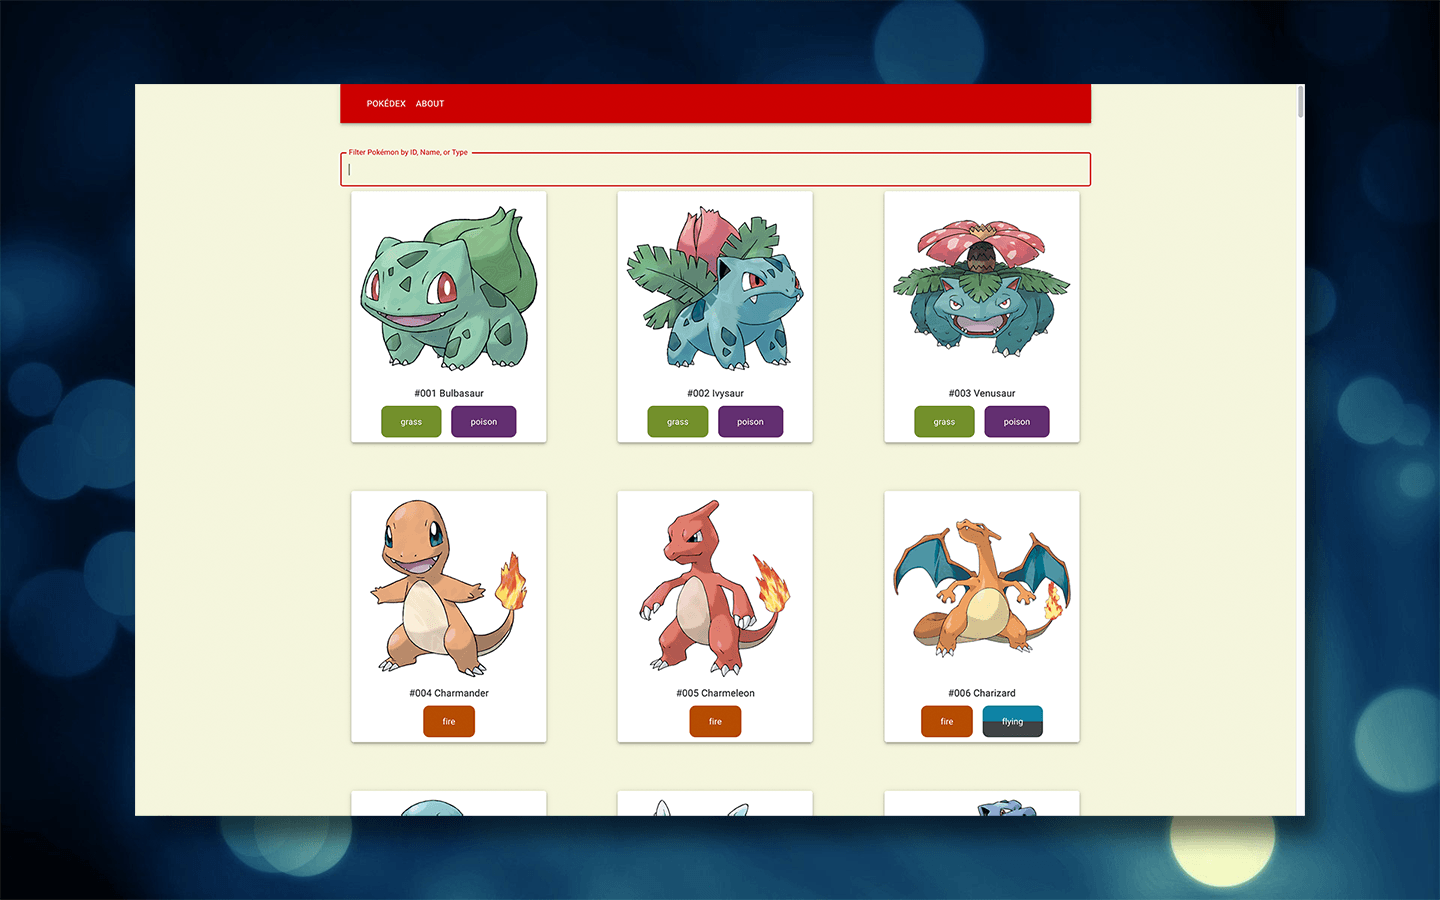 POKÉDEX ABOUT
Filter Pokémon by ID, Name, or Type
#001 Bulbasaur
grass poison
#002 Ivysaur
grass poison
#003 Venusaur
grass poison
#004 Charmander
fire
#005 Charmeleon
fire
#006 Charizard
fire flying